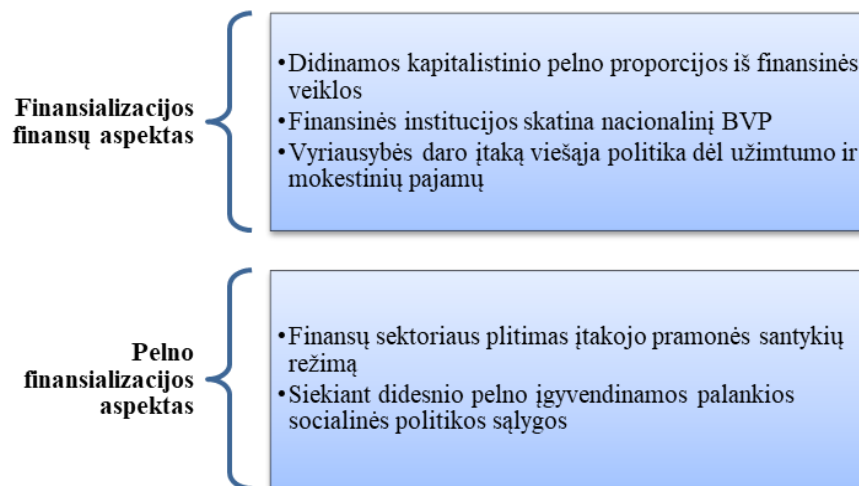 Finansializacijos
finansų aspektas
•Didinamos kapitalistinio pelno proporcijos iš finansinės
veiklos
•Finansinės institucijos skatina nacionalinį BVP
•Vyriausybės daro įtaką viešąja politika dėl užimtumo ir
mokestinių pajamų
Pelno
finansializacijos
aspektas
•Finansų sektoriaus plitimas įtakojo pramonės santykių
režimą
•Siekiant didesnio pelno įgyvendinamos palankios
socialinės politikos sąlygos